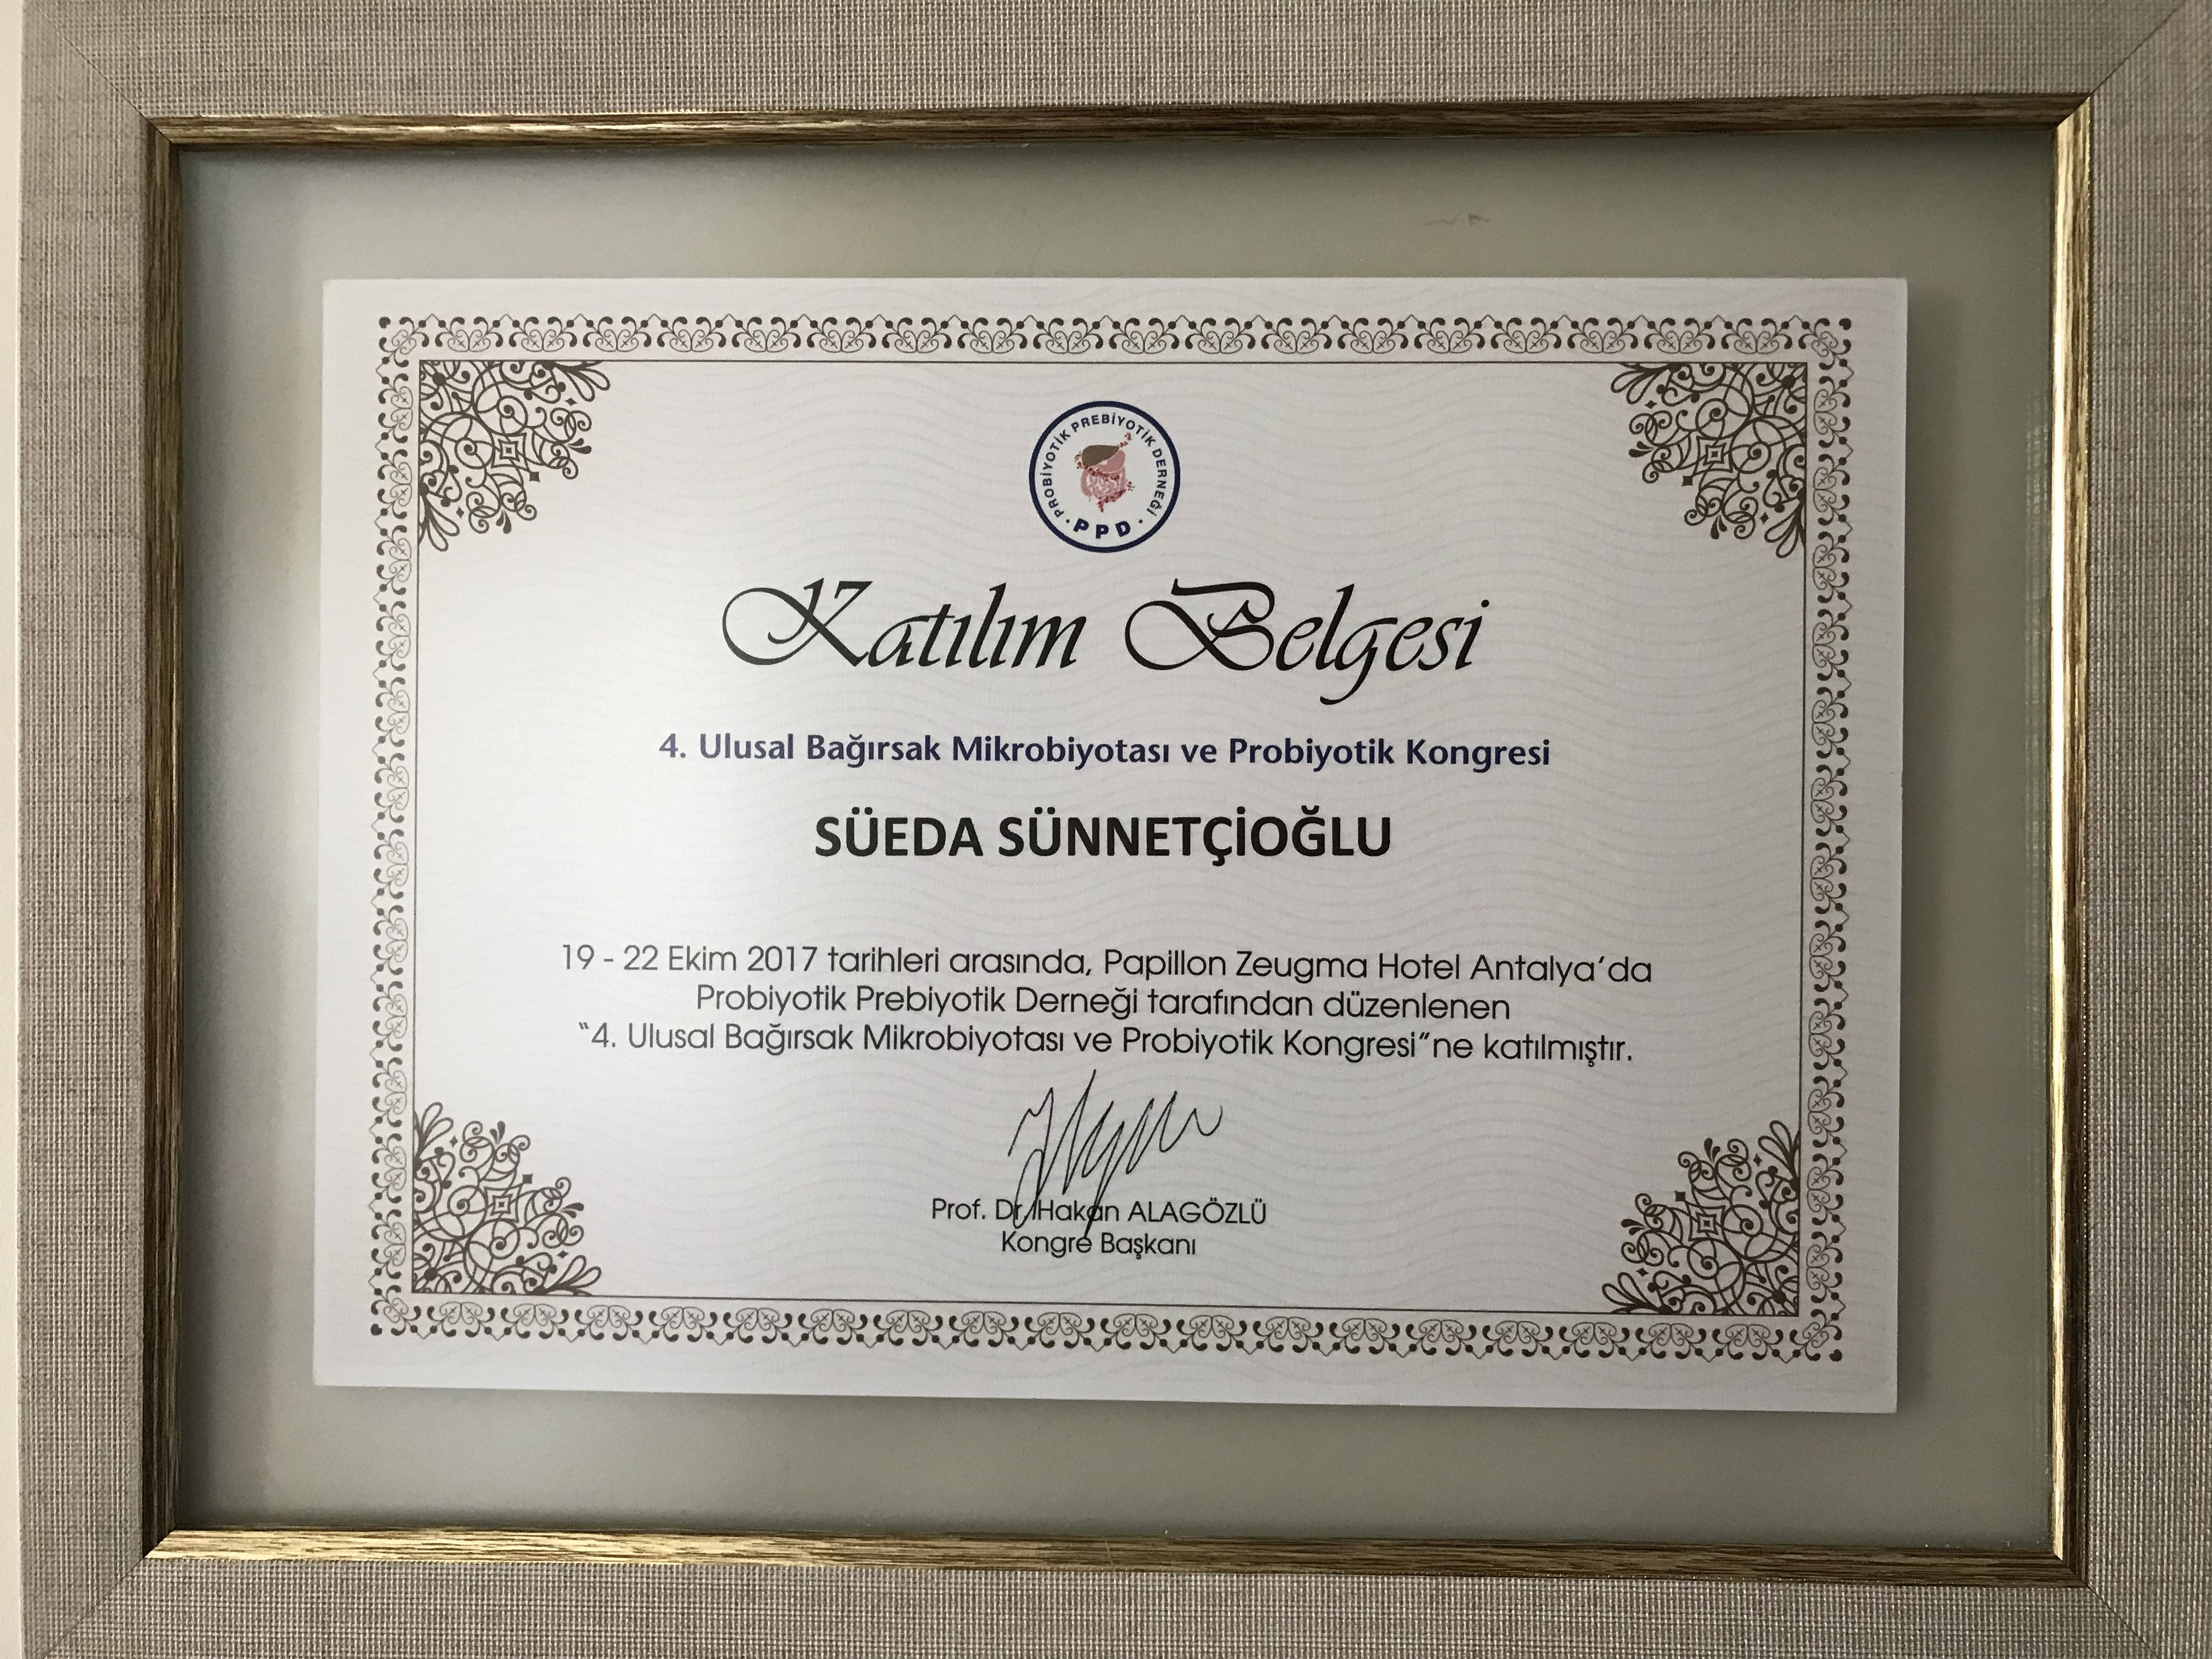 PROBİYOTİK PREBİYOTİK DERNEĞİ
· PPD ·
Katılım Belgesi
4. Ulusal Bağırsak Mikrobiyotası ve Probiyotik Kongresi
SÜEDA SÜNNETÇİOĞLU
19 - 22 Ekim 2017 tarihleri arasında, Papillon Zeugma Hotel Antalya'da
Probiyotik Prebiyotik Derneği tarafından düzenlenen
"4. Ulusal Bağırsak Mikrobiyotası ve Probiyotik Kongresi"ne katılmıştır.
Prof. Dr. Hakan ALAGÖZLÜ
Kongre Başkanı